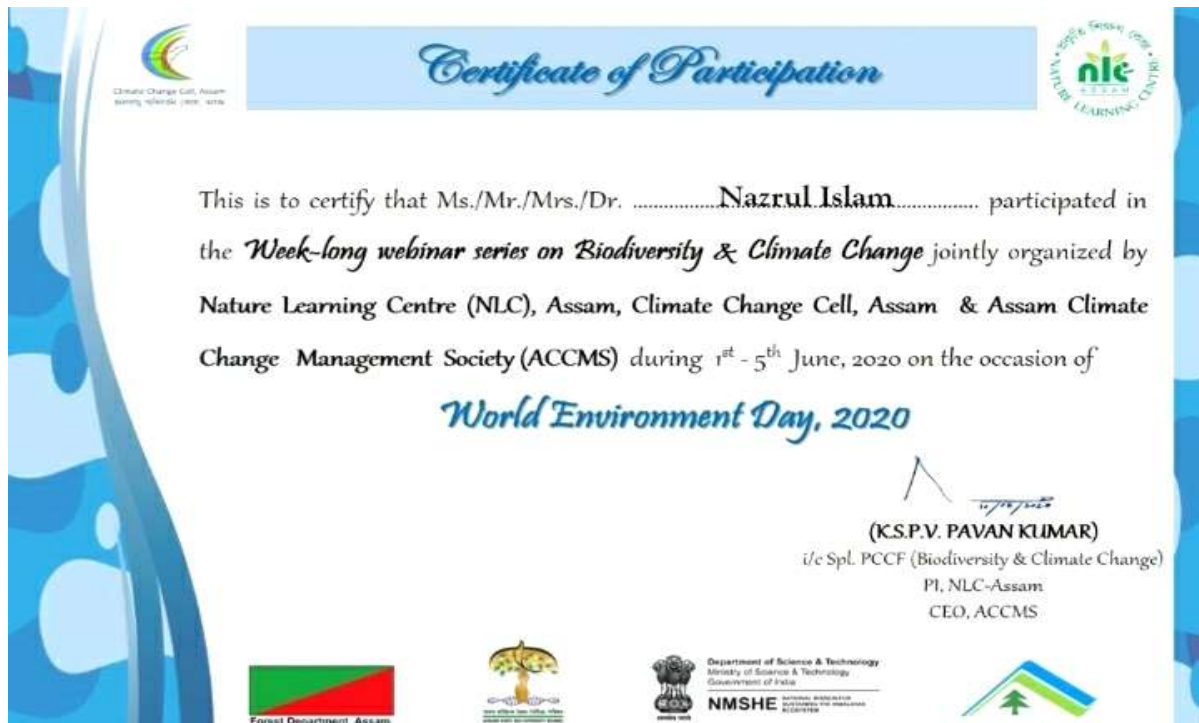 Certificate of Participation
Climate Change Cell, Assam
nlc
ASSAM
NATURE LEARNING CENTRE
This is to certify that Ms./Mr./Mrs./Dr. ..................Nazrul Islam................. participated in
the Week-long webinar series on Biodiversity & Climate Change jointly organized by
Nature Learning Centre (NLC), Assam, Climate Change Cell, Assam & Assam Climate
Change Management Society (ACCMS) during 1st - 5th June, 2020 on the occasion of
World Environment Day, 2020
(K.S.P.V. PAVAN KUMAR)
i/c Spl. PCCF (Biodiversity & Climate Change)
PI, NLC-Assam
CEO, ACCMS
Forest Department, Assam
Department of Science & Technology
Ministry of Science & Technology
Government of India
NMSHE